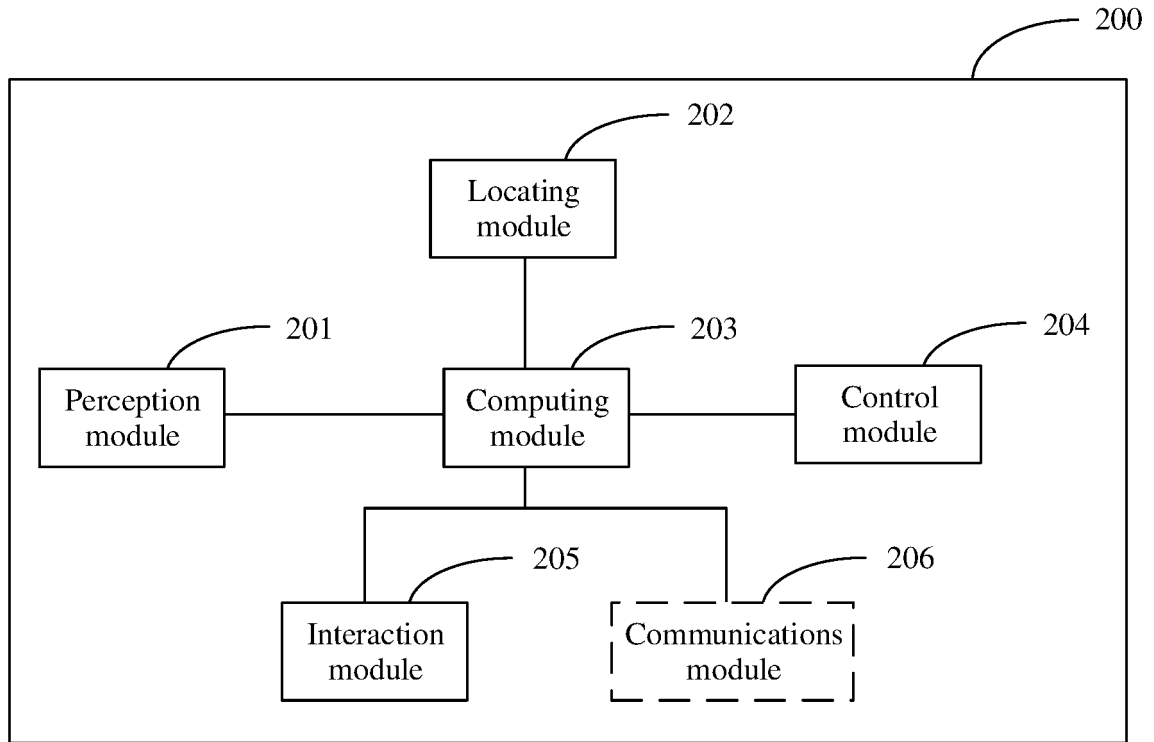 200
202
Locating
module
201
203
204
Perception
module
Computing
module
Control
module
205
206
Interaction
module
Communications
module